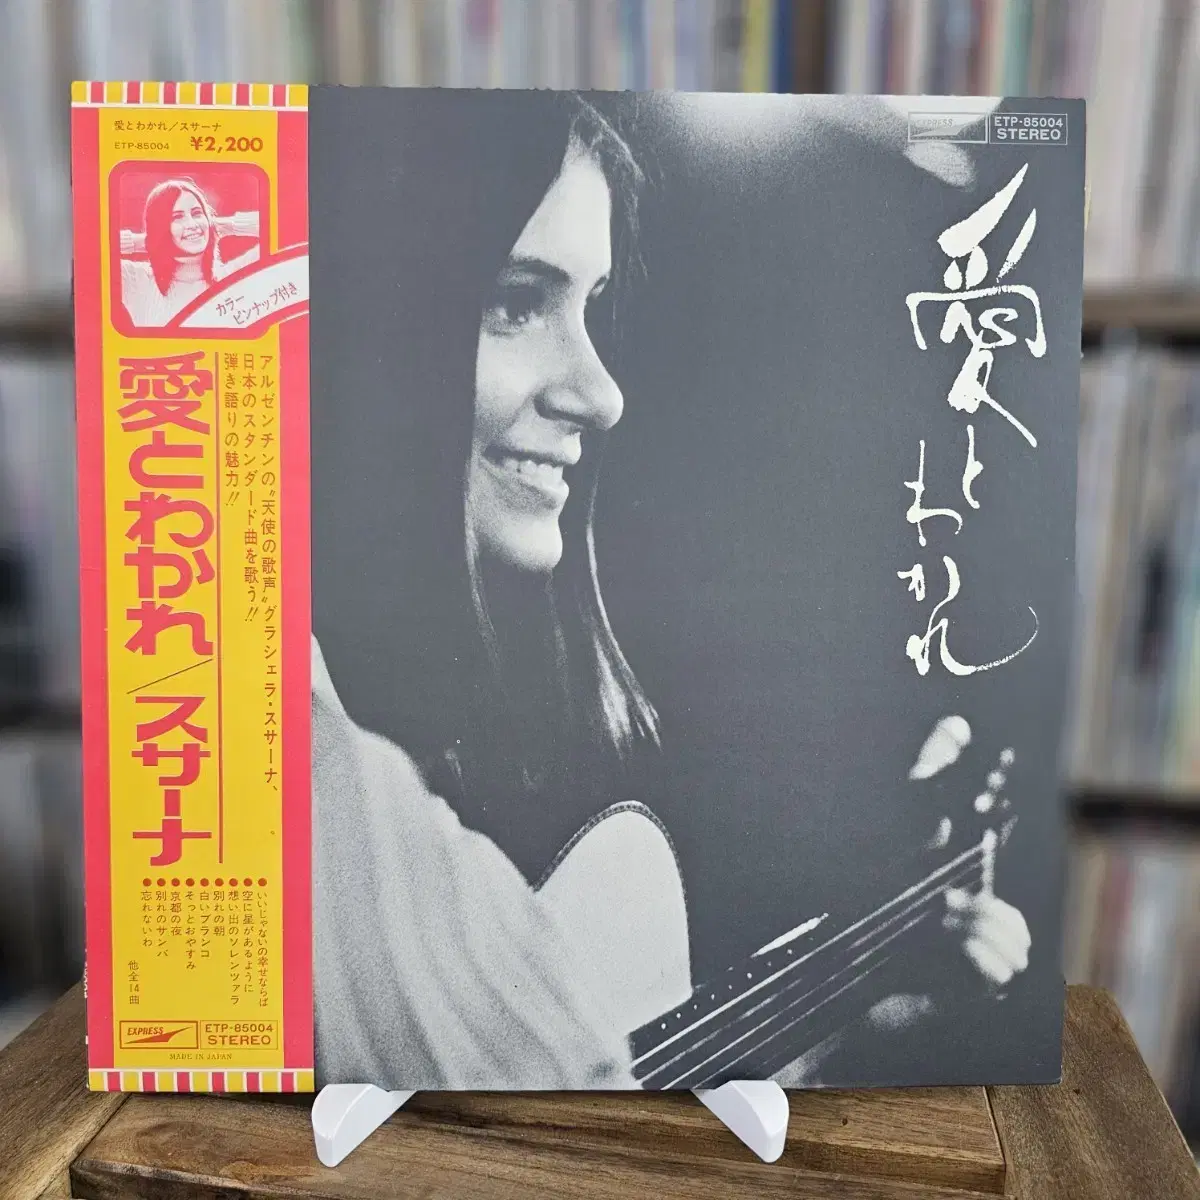 愛とわかれ/スサーナ
ETP-85004 ¥2,200
カラー
ピンナップ付き
アルゼンチンの"天使の歌声"グラシェラ・スサーナ、
日本のスタンダード曲を歌う!!
弾き語りの魅力!!
愛とわかれ/スサーナ
●いいじゃないの幸せならば
●空に星があるように
●想い出のソレンツァラ
●別れの朝
●白いブランコ
●そっとおやすみ
●京都の夜
●別れのサンバ
●忘れないわ
他全14曲
EXPRESS
ETP-85004
STEREO
MADE IN JAPAN
EXPRESS
ETP-85004
STEREO
愛とわかれ